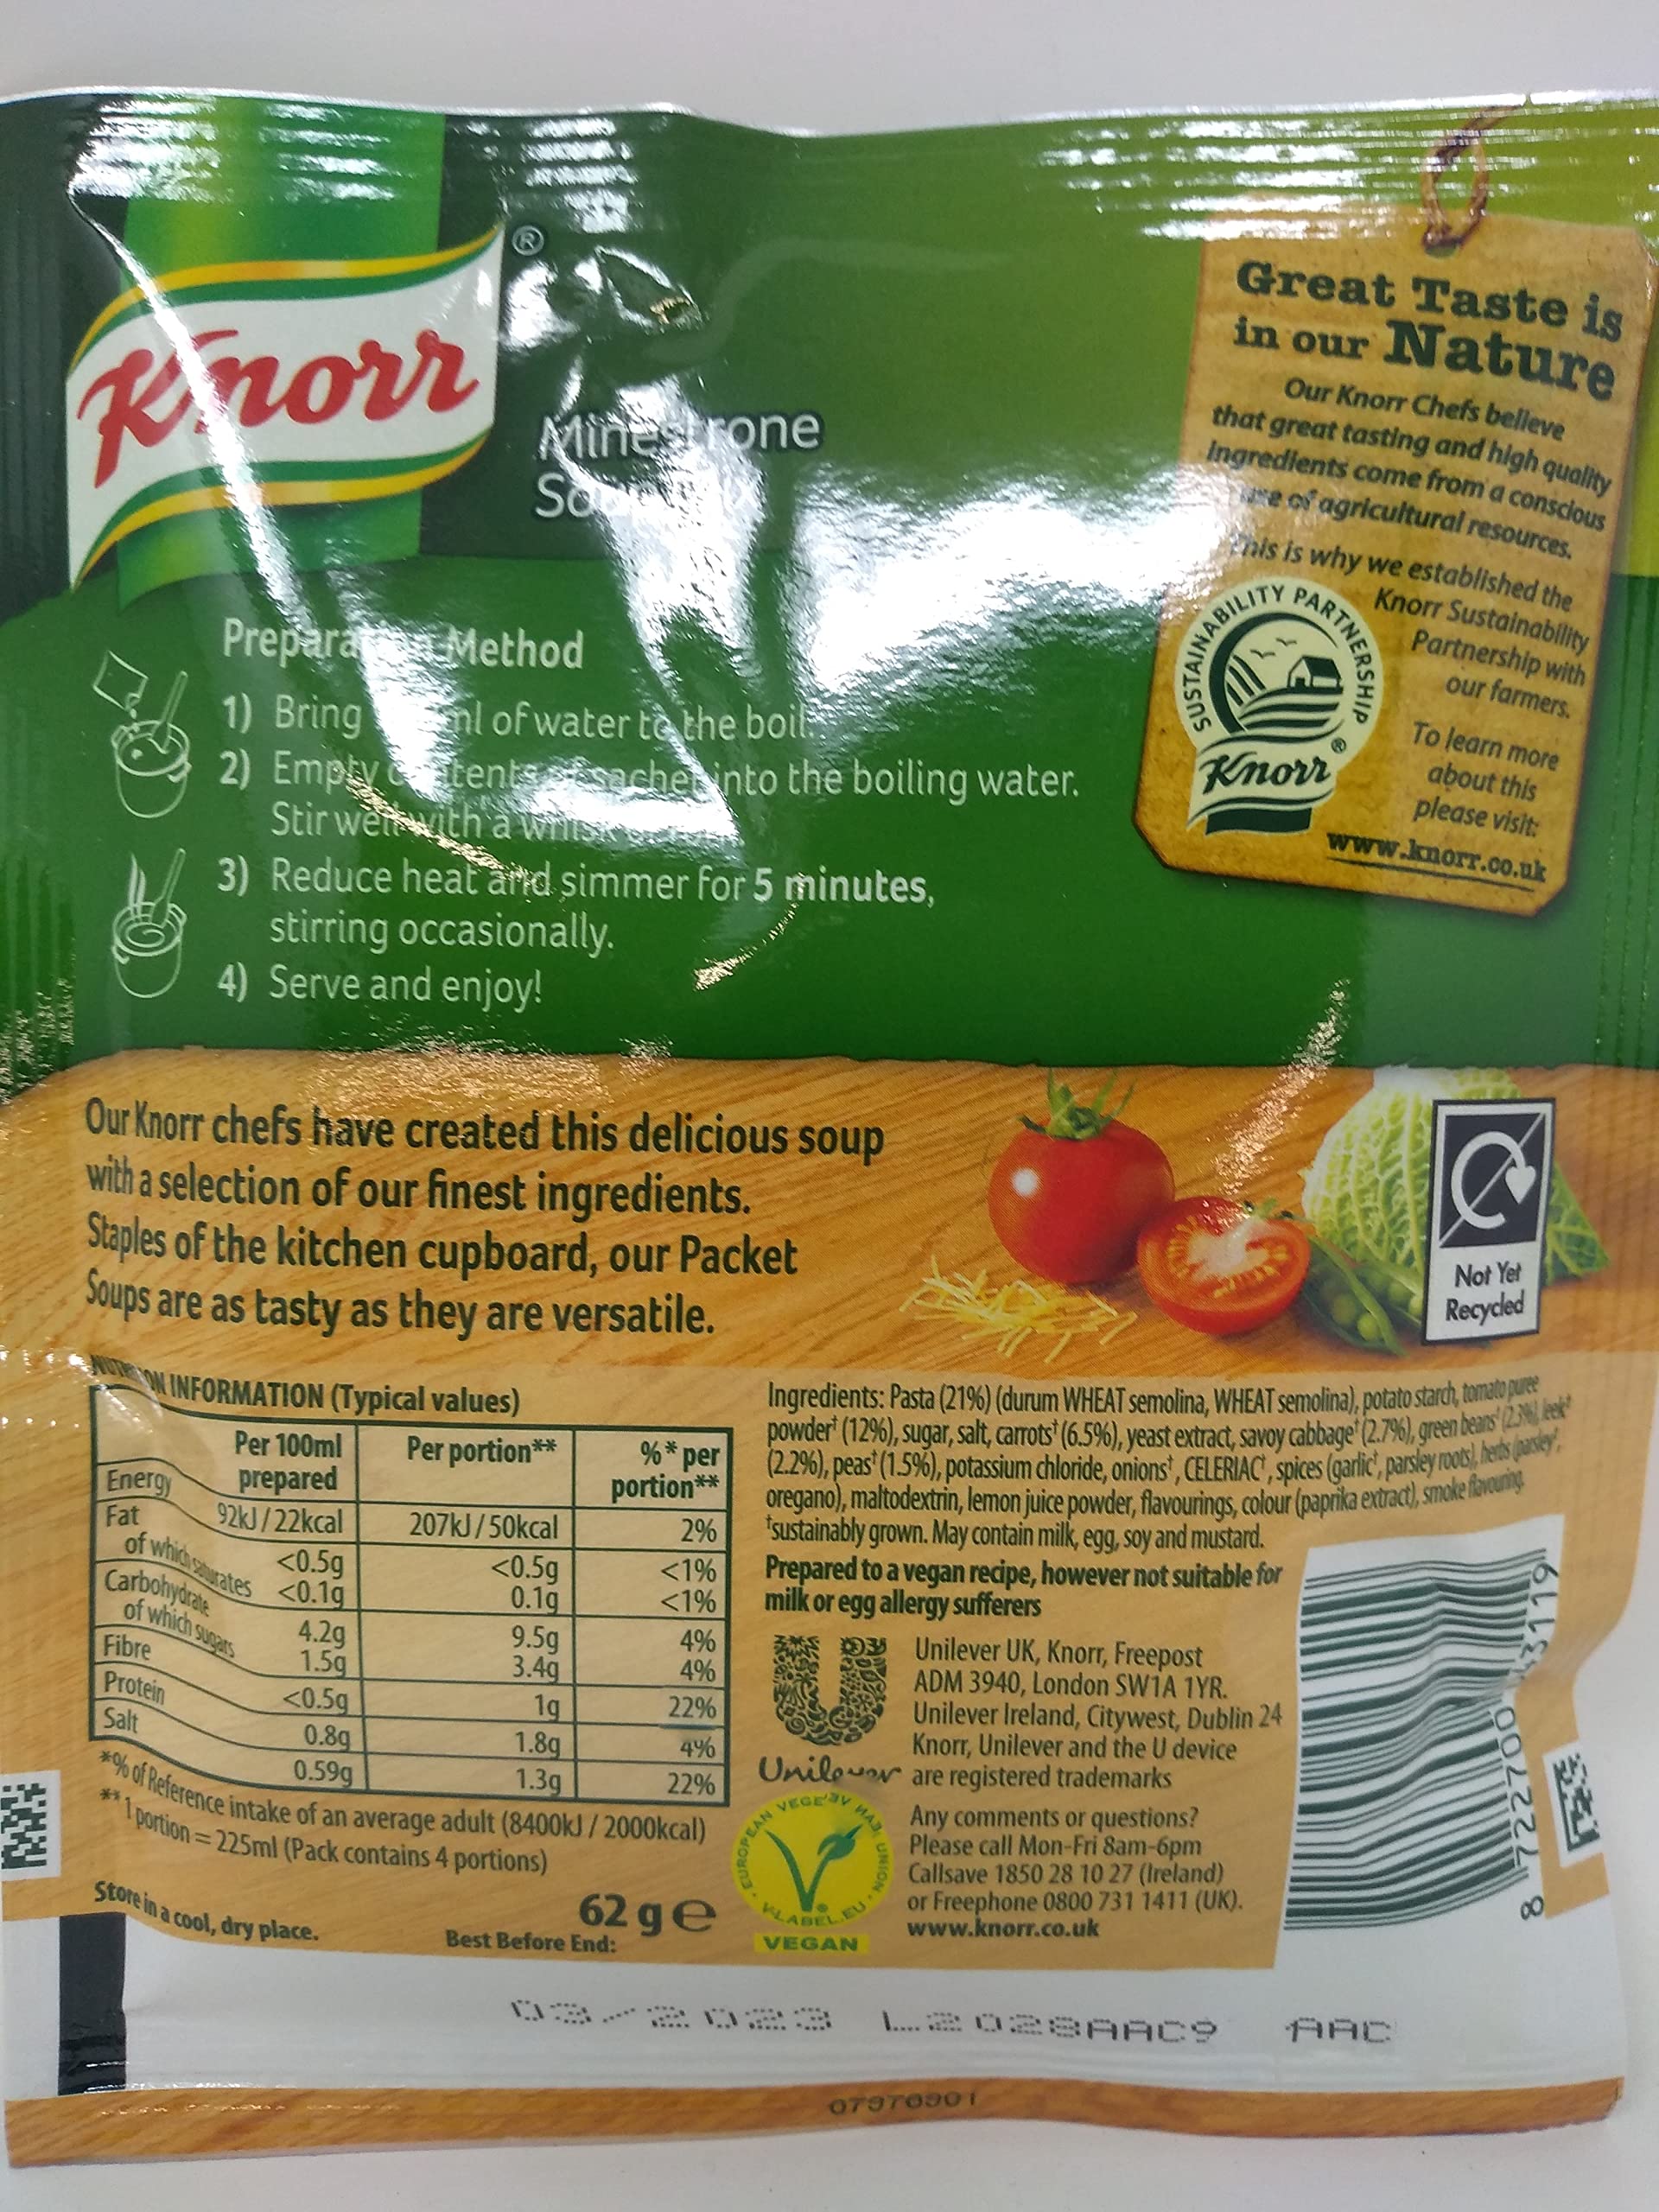 Knorr®
Minestrone
Great Taste is
in our Nature
Our Knorr Chefs believe
that great tasting and high quality
ingredients come from a conscious
use of agricultural resources.
This is why we established the
Knorr Sustainability
Partnership with
our farmers.
SUSTAINABILITY PARTNERSHIP
Knorr®
To learn more
about this
please visit:
www.knorr.co.uk
Preparation Method
1) Bring ml of water to the boil.
2) Empty contents of sachet into the boiling water.
Stir well with a whisk
3) Reduce heat and simmer for 5 minutes,
stirring occasionally.
4) Serve and enjoy!
Our Knorr chefs have created this delicious soup
with a selection of our finest ingredients.
Staples of the kitchen cupboard, our Packet
Soups are as tasty as they are versatile.
Not Yet
Recycled
NUTRITION INFORMATION (Typical values)
Per 100ml prepared Per portion** %* per portion**
Energy 92kJ/22kcal 207kJ/50kcal 2%
Fat <0.5g <0.5g <1%
of which saturates <0.1g 0.1g <1%
Carbohydrate 4.2g 9.5g 4%
of which sugars 1.5g 3.4g 4%
Fibre <0.5g 1g 22%
Protein 0.8g 1.8g 4%
Salt 0.59g 1.3g 22%
*% of Reference intake of an average adult (8400kJ / 2000kcal)
**1 portion = 225ml (Pack contains 4 portions)
Store in a cool, dry place.
62 g e
Best Before End:
Ingredients: Pasta (21%) (durum WHEAT semolina, WHEAT semolina), potato starch, tomato puree
powder† (12%), sugar, salt, carrots† (6.5%), yeast extract, savoy cabbage† (2.7%), green beans† (2.3%), leek†
(2.2%), peas† (1.5%), potassium chloride, onions†, CELERIAC†, spices (garlic†, parsley roots), herbs (parsley†,
oregano), maltodextrin, lemon juice powder, flavourings, colour (paprika extract), smoke flavouring.
†sustainably grown. May contain milk, egg, soy and mustard.
Prepared to a vegan recipe, however not suitable for
milk or egg allergy sufferers
Unilever
Unilever UK, Knorr, Freepost
ADM 3940, London SW1A 1YR.
Unilever Ireland, Citywest, Dublin 24
Knorr, Unilever and the U device
are registered trademarks
EUROPEAN VEGETARIAN UNION
V-LABEL.EU
VEGAN
Any comments or questions?
Please call Mon-Fri 8am-6pm
Callsave 1850 28 10 27 (Ireland)
or Freephone 0800 731 1411 (UK).
www.knorr.co.uk
03/2023 L2028AAC9 AAC